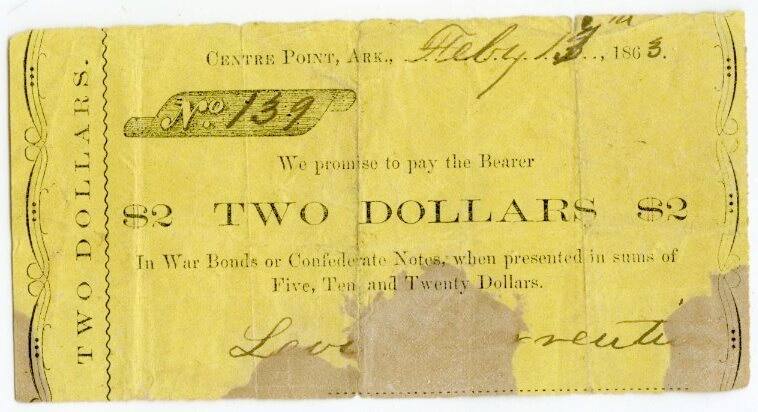 TWO DOLLARS.
CENTRE POINT, ARK., Feby. 13th, 1863.
No 139
We promise to pay the Bearer
$2 TWO DOLLARS $2
In War Bonds or Confederate Notes, when presented in sums of
Five, Ten and Twenty Dollars.